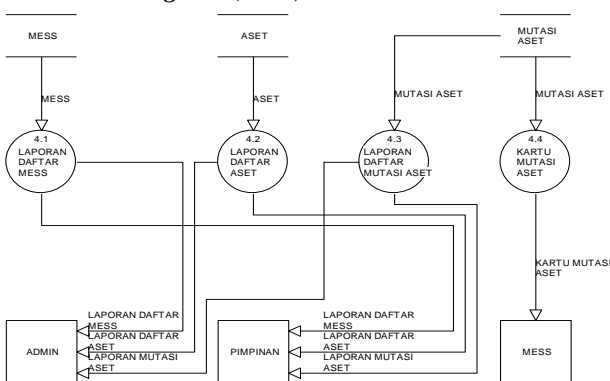 MESS
ASET
MUTASI
ASET
MESS
ASET
MUTASI ASET
MUTASI ASET
4.1
LAPORAN
DAFTAR
MESS
4.2
LAPORAN
DAFTAR
ASET
4.3
LAPORAN
DAFTAR
MUTASI ASET
4.4
KARTU
MUTASI
ASET
KARTU MUTASI
ASET
LAPORAN DAFTAR
MESS
LAPORAN DAFTAR
ASET
LAPORAN MUTASI
ASET
LAPORAN DAFTAR
MESS
LAPORAN DAFTAR
ASET
LAPORAN MUTASI
ASET
ADMIN
PIMPINAN
MESS